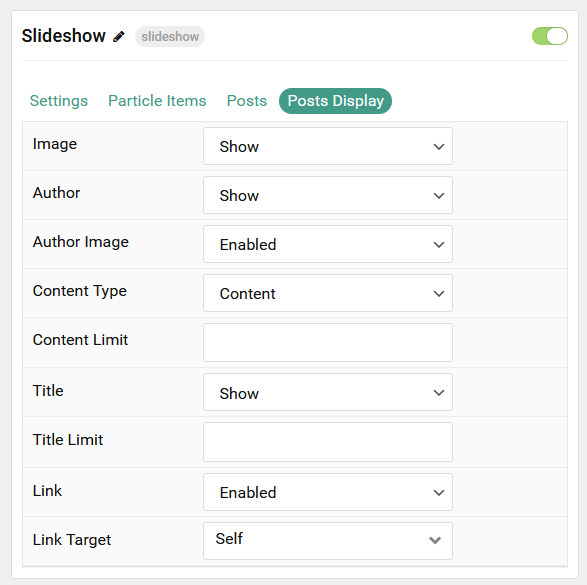 Slideshow slideshow
Settings Particle Items Posts Posts Display
Image Show
Author Show
Author Image Enabled
Content Type Content
Content Limit
Title Show
Title Limit
Link Enabled
Link Target Self